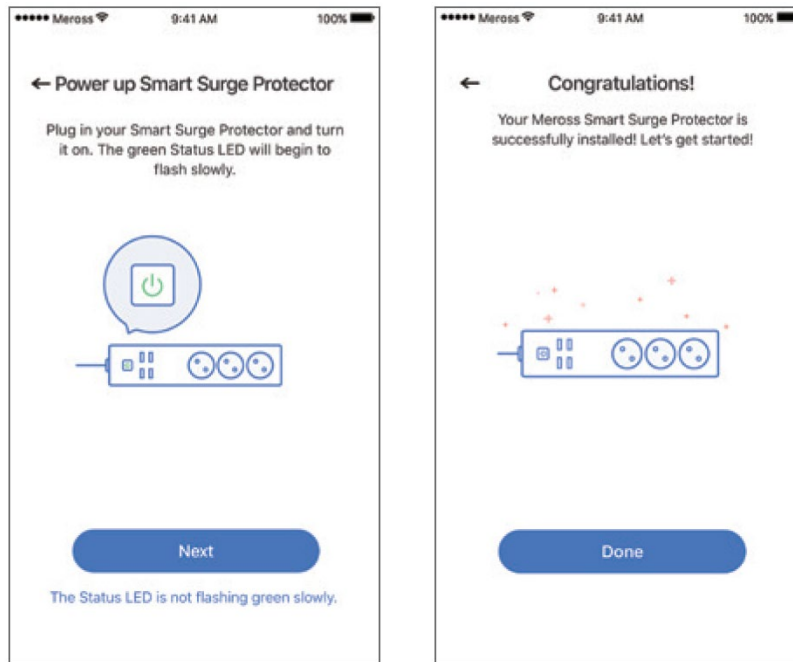 Meross 9:41 AM 100%
← Power up Smart Surge Protector
Plug in your Smart Surge Protector and turn
it on. The green Status LED will begin to
flash slowly.
Next
The Status LED is not flashing green slowly.
Meross 9:41 AM 100%
← Congratulations!
Your Meross Smart Surge Protector is
successfully installed! Let's get started!
Done